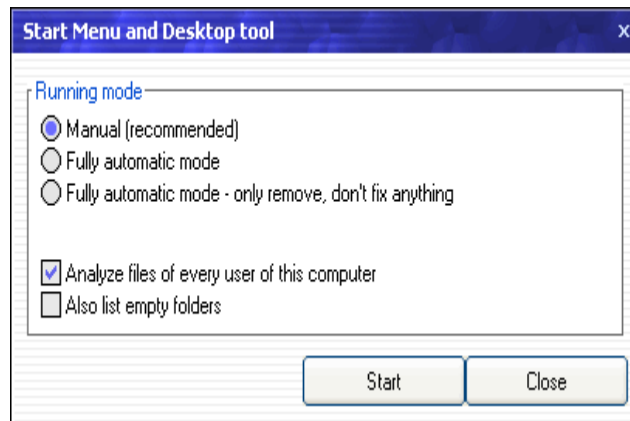 Start Menu and Desktop tool
x
Running mode
Manual (recommended)
Fully automatic mode
Fully automatic mode - only remove, don't fix anything
Analyze files of every user of this computer
Also list empty folders
Start Close